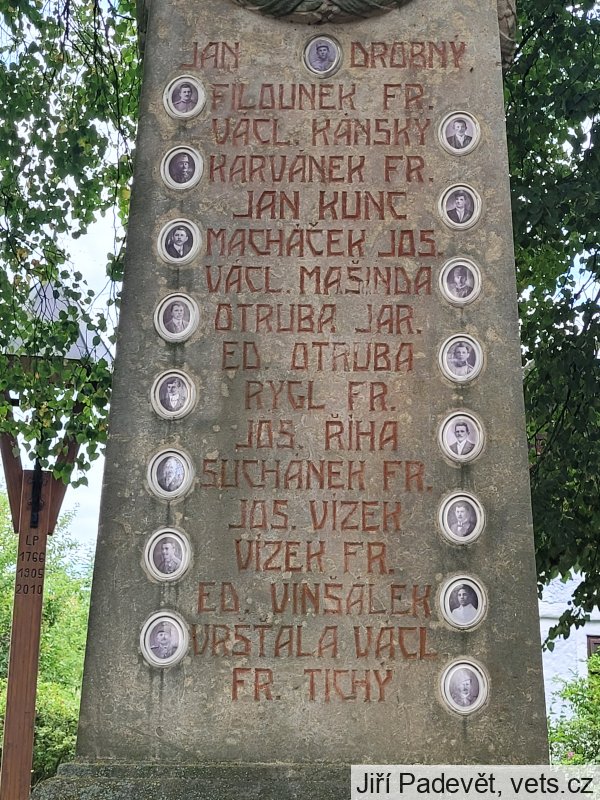 JAN DROBNÝ
FILOUNEK FR.
VÁCL. KÁNSKÝ
KARVÁNEK FR.
JAN KUNC
MACHÁČEK JOS.
VÁCL. MAŠINDA
OTRUBA JAR.
ED. OTRUBA
RYGL FR.
JOS. ŘÍHA
SUCHÁNEK FR.
JOS. VÍZEK
VÍZEK FR.
ED. VINŠÁLEK
VRŠŤALA VÁCL
FR. TICHÝ
LP
1766
1905
2010
Jiří Padevět, vets.cz